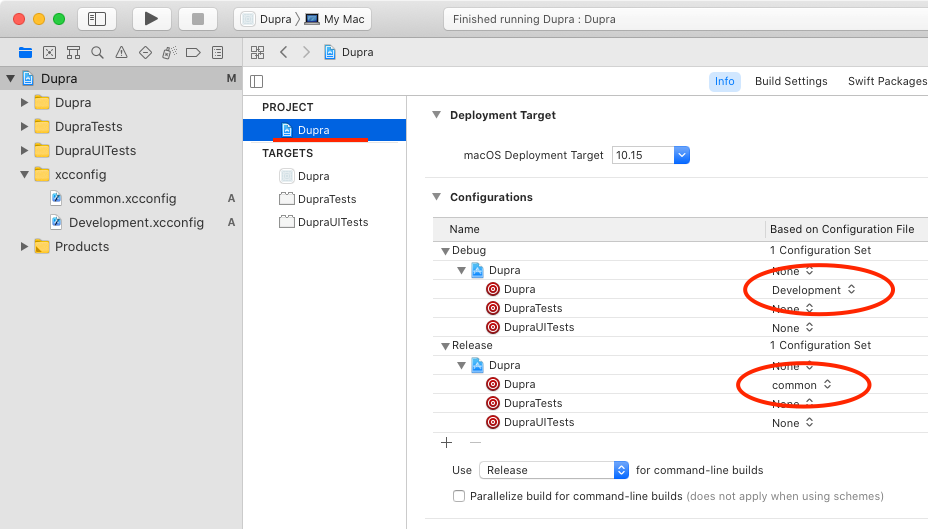 Dupra 〉 My Mac
Finished running Dupra : Dupra
Dupra
Dupra M
Dupra
DupraTests
DupraUITests
xcconfig
common.xcconfig A
Development.xcconfig A
Products
Info Build Settings Swift Packages
PROJECT
Dupra
TARGETS
Dupra
DupraTests
DupraUITests
Deployment Target
macOS Deployment Target 10.15
Configurations
Name Based on Configuration File
Debug 1 Configuration Set
Dupra None
Dupra Development
DupraTests None
DupraUITests None
Release 1 Configuration Set
Dupra None
Dupra common
DupraTests None
DupraUITests None
Use Release for command-line builds
Parallelize build for command-line builds (does not apply when using schemes)